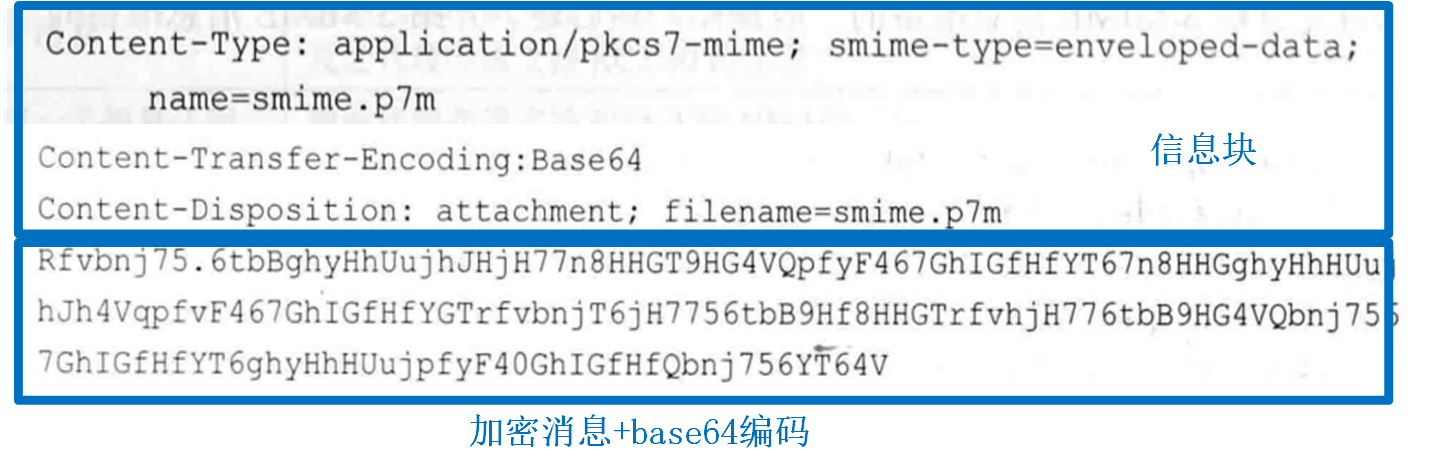 Content-Type: application/pkcs7-mime; smime-type=enveloped-data;
name=smime.p7m
信息块
Content-Transfer-Encoding:Base64
Content-Disposition: attachment; filename=smime.p7m
Rfvbnj75.6tbBghyHhUujhJHjH77n8HHGT9HG4VQpfyF467GhIGfHfYT67n8HHGghyHhHUuj
hJh4VqpfvF467GhIGfHfYGTrfvbnjT6jH7756tbB9Hf8HHGTrfvhjH776tbB9HG4VQbnj756
7GhIGfHfYT6ghyHhHUujpfyF40GhIGfHfQbnj756YT64V
加密消息+base64编码